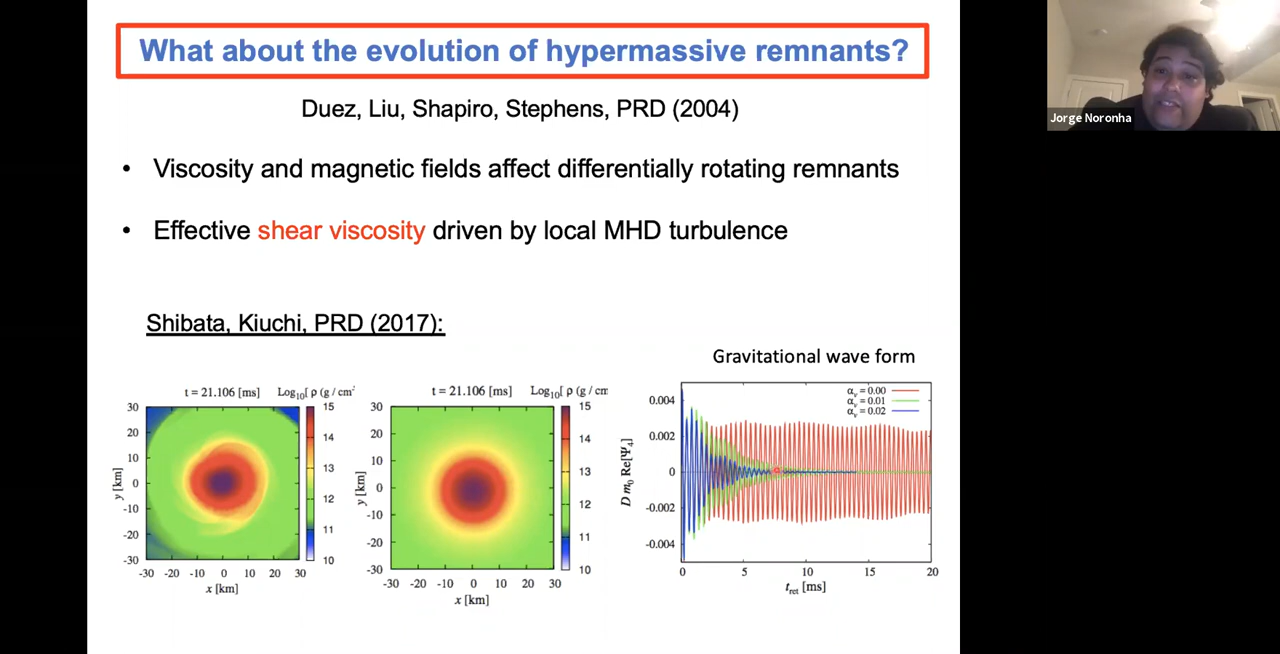 What about the evolution of hypermassive remnants?
Jorge Noronha
Duez, Liu, Shapiro, Stephens, PRD (2004)
• Viscosity and magnetic fields affect differentially rotating remnants
• Effective shear viscosity driven by local MHD turbulence
Shibata, Kiuchi, PRD (2017):
Gravitational wave form
t = 21.106 [ms] Log10[ ρ (g / cm
30
20
10
0
-10
-20
-30
y [km]
-30 -20 -10 0 10 20 30
x [km]
15
14
13
12
11
10
t = 21.106 [ms] Log10[ ρ (g / cm
30
20
10
0
-10
-20
-30
y [km]
-30 -20 -10 0 10 20 30
x [km]
15
14
13
12
11
10
αv = 0.00
αv = 0.01
αv = 0.02
0.004
0.002
0
-0.002
-0.004
D m0 Re[Ψ4]
0 5 10 15 20
tret [ms]